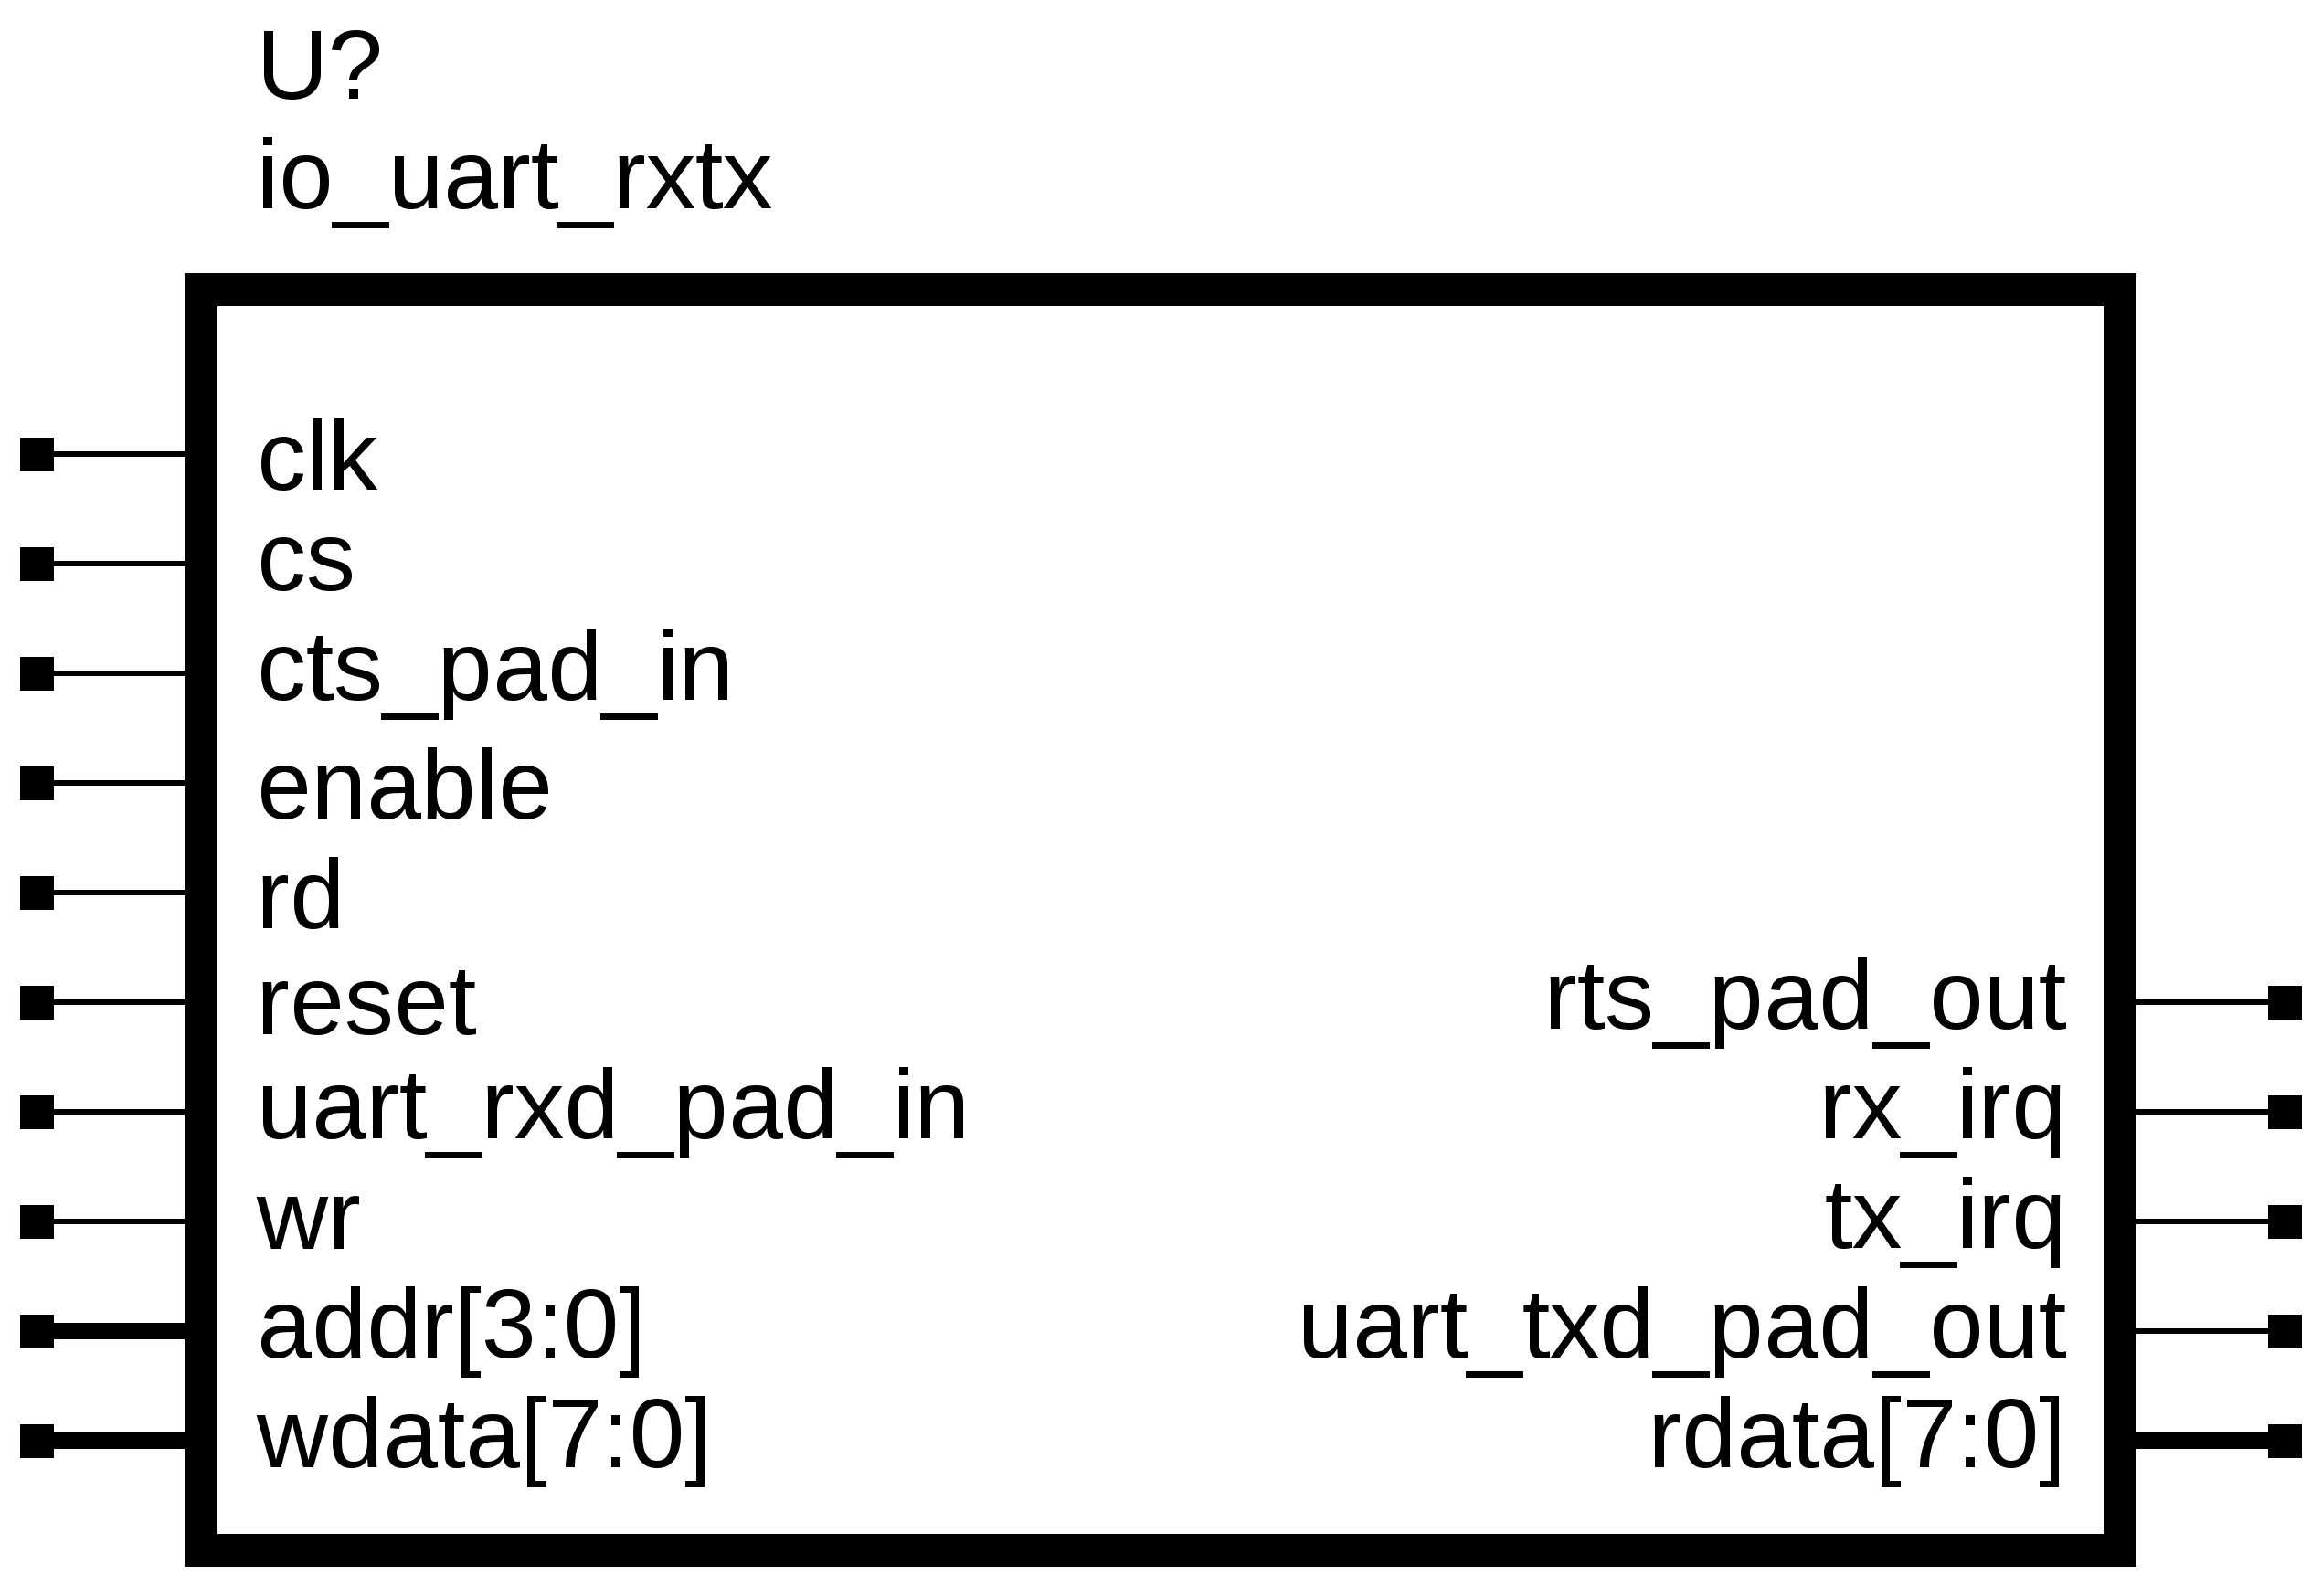 U?
io_uart_rxtx
clk
cs
cts_pad_in
enable
rd
reset
rts_pad_out
uart_rxd_pad_in
rx_irq
wr
tx_irq
addr[3:0]
uart_txd_pad_out
wdata[7:0]
rdata[7:0]